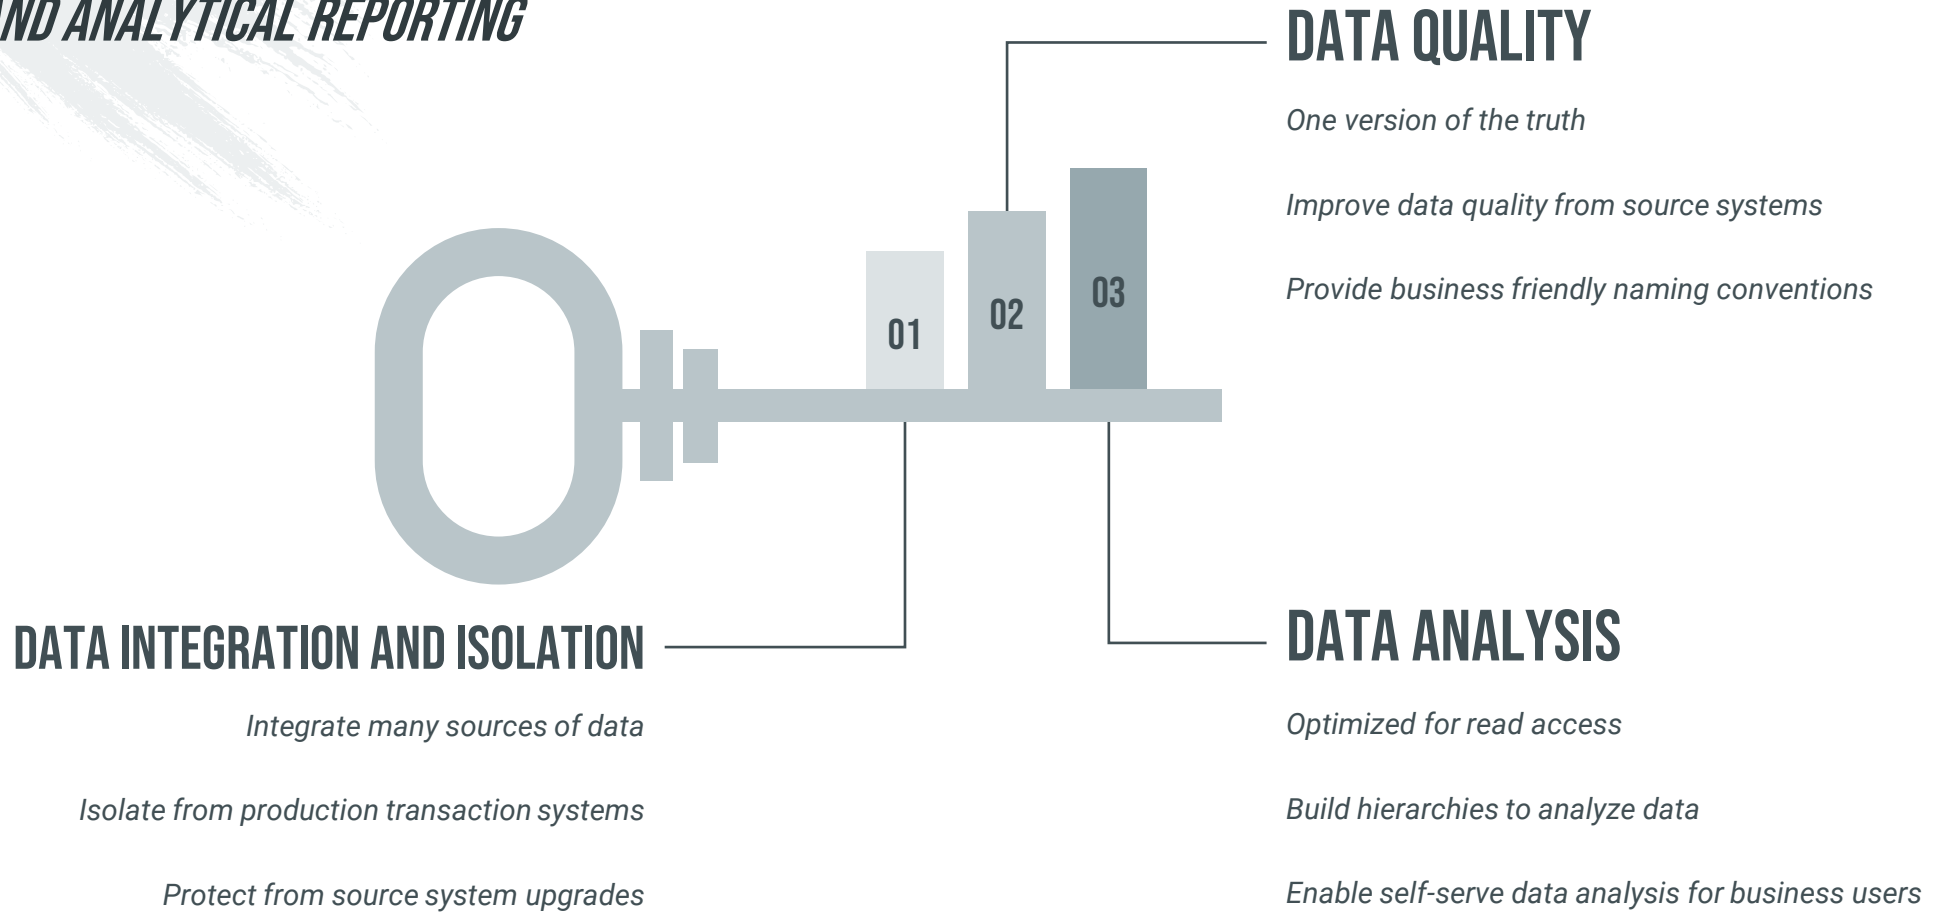 AND ANALYTICAL REPORTING
DATA QUALITY
One version of the truth
Improve data quality from source systems
Provide business friendly naming conventions
01
02
03
DATA INTEGRATION AND ISOLATION
Integrate many sources of data
Isolate from production transaction systems
Protect from source system upgrades
DATA ANALYSIS
Optimized for read access
Build hierarchies to analyze data
Enable self-serve data analysis for business users